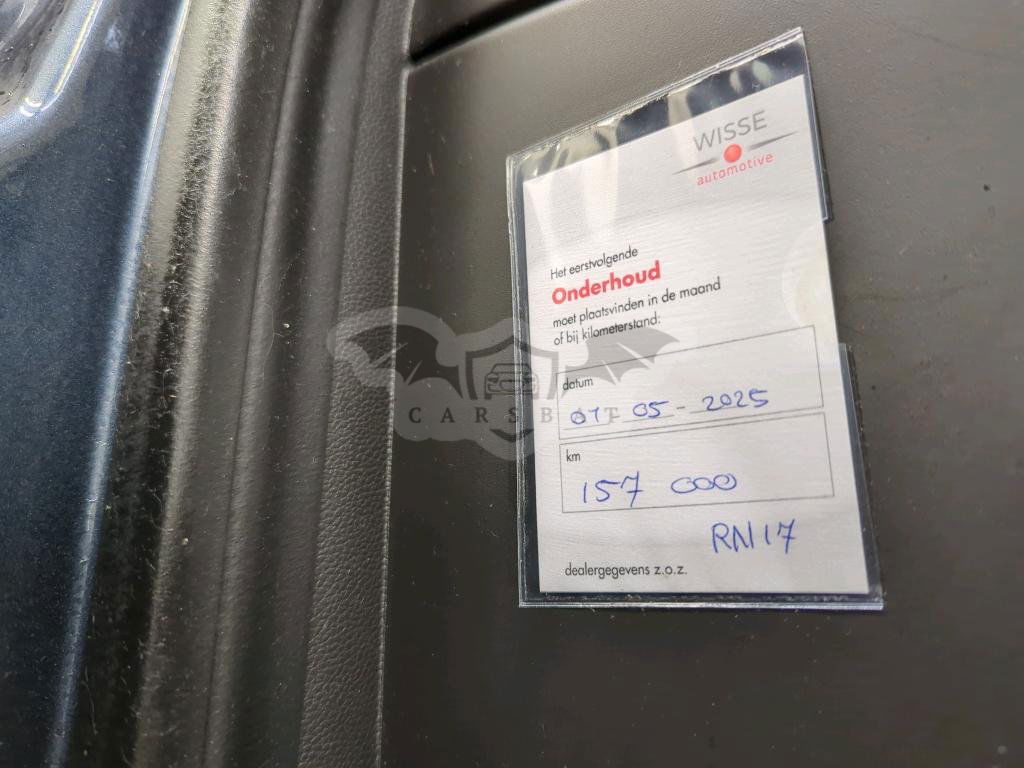 WISSE
automotive
Het eerstvolgende
Onderhoud
moet plaatsvinden in de maand
of bij kilometerstand:
datum
07 05 - 2025
km
157 000
RN17
dealergegevens z.o.z.